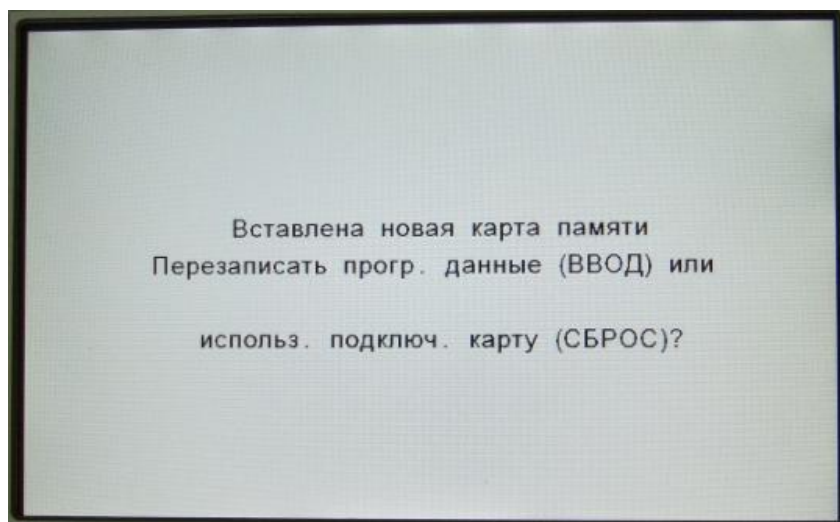 Вставлена новая карта памяти
Перезаписать прогр. данные (ВВОД) или
использ. подключ. карту (СБРОС)?